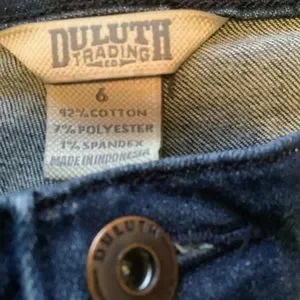 DULUTH
TRADING
CO
6
92% COTTON
7% POLYESTER
1% SPANDEX
MADE IN INDONESIA
DULUTH